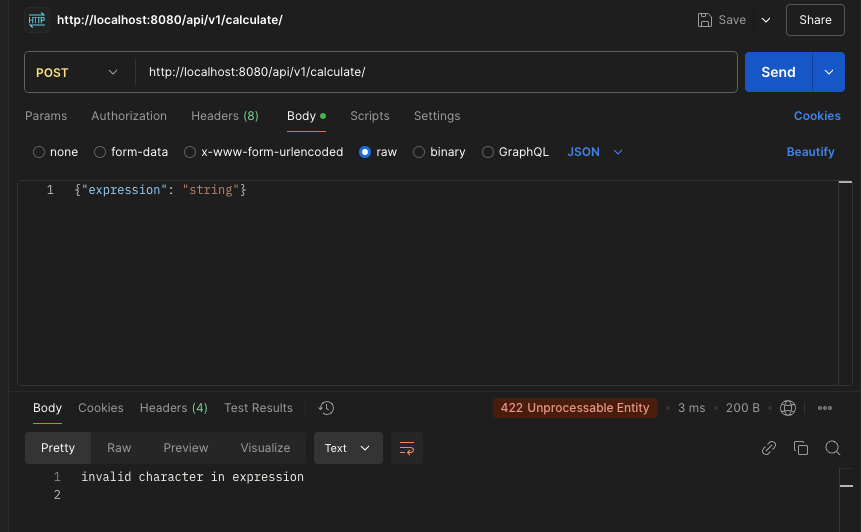 HTTP http://localhost:8080/api/v1/calculate/ Save Share
POST http://localhost:8080/api/v1/calculate/ Send
Params Authorization Headers (8) Body Scripts Settings Cookies
none form-data x-www-form-urlencoded raw binary GraphQL JSON Beautify
1 {"expression": "string"}
Body Cookies Headers (4) Test Results 422 Unprocessable Entity 3 ms 200 B
Pretty Raw Preview Visualize Text
1 invalid character in expression
2